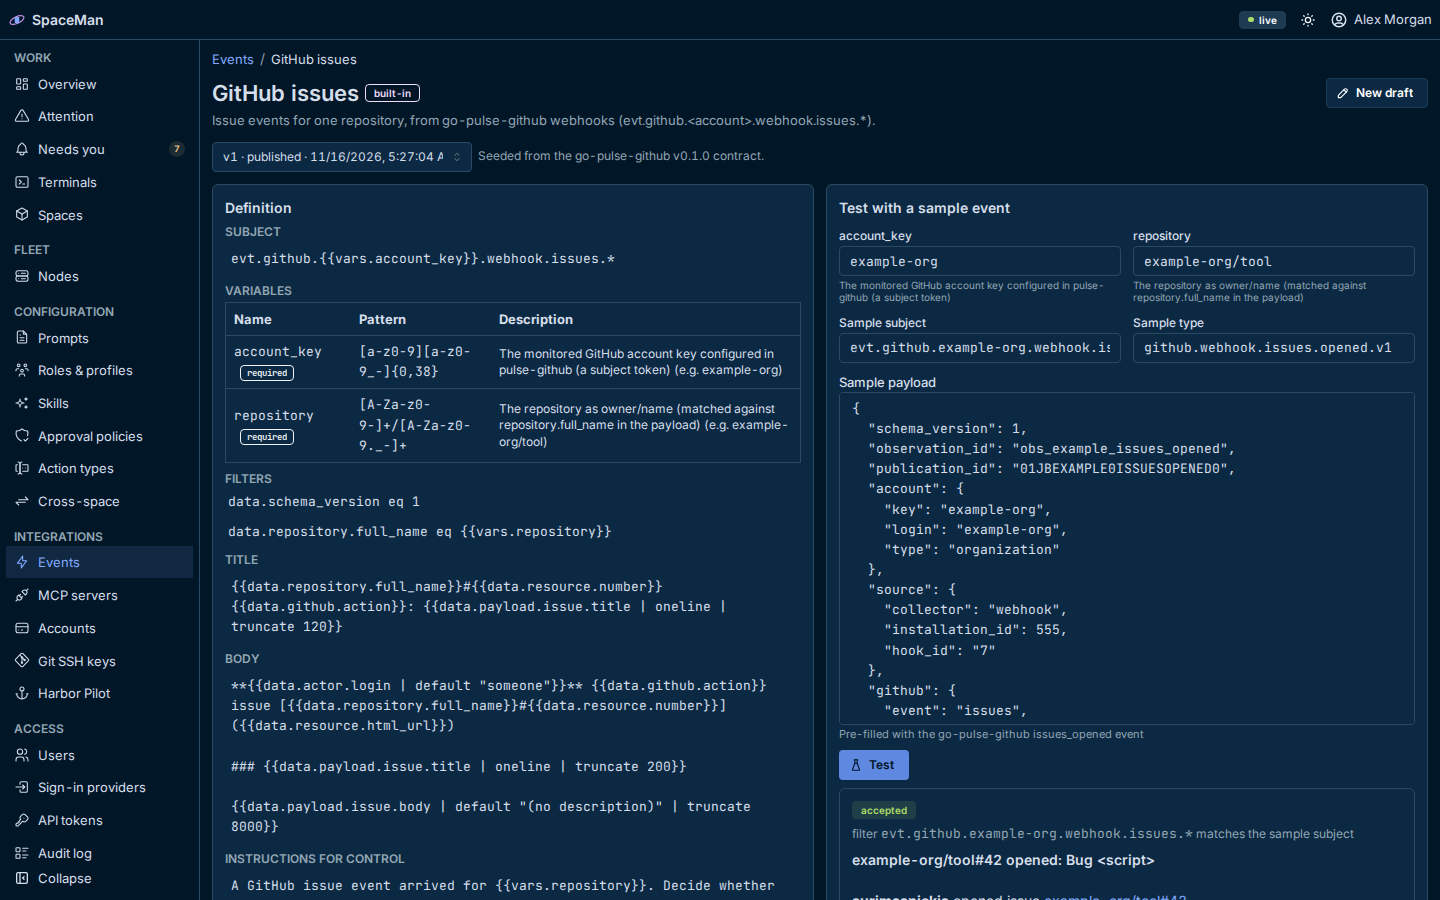 SpaceMan
live
Alex Morgan
WORK
Overview
Attention
Needs you
7
Terminals
Spaces
FLEET
Nodes
CONFIGURATION
Prompts
Roles & profiles
Skills
Approval policies
Action types
Cross-space
INTEGRATIONS
Events
MCP servers
Accounts
Git SSH keys
Harbor Pilot
ACCESS
Users
Sign-in providers
API tokens
Audit log
Collapse
Events / GitHub issues
GitHub issues built-in
New draft
Issue events for one repository, from go-pulse-github webhooks (evt.github.<account>.webhook.issues.*).
v1 · published · 11/16/2026, 5:27:04 A
Seeded from the go-pulse-github v0.1.0 contract.
Definition
SUBJECT
evt.github.{{vars.account_key}}.webhook.issues.*
VARIABLES
Name Pattern Description
account_key
required
[a-z0-9][a-z0-
9_-]{0,38}
The monitored GitHub account key configured in
pulse-github (a subject token) (e.g. example-org)
repository
required
[A-Za-z0-
9-]+/[A-Za-z0-
9._-]+
The repository as owner/name (matched against
repository.full_name in the payload) (e.g. example-
org/tool)
FILTERS
data.schema_version eq 1
data.repository.full_name eq {{vars.repository}}
TITLE
{{data.repository.full_name}}#{{data.resource.number}}
{{data.github.action}}: {{data.payload.issue.title | oneline |
truncate 120}}
BODY
**{{data.actor.login | default "someone"}}** {{data.github.action}}
issue [{{data.repository.full_name}}#{{data.resource.number}}]
({{data.resource.html_url}})
### {{data.payload.issue.title | oneline | truncate 200}}
{{data.payload.issue.body | default "(no description)" | truncate
8000}}
INSTRUCTIONS FOR CONTROL
A GitHub issue event arrived for {{vars.repository}}. Decide whether
Test with a sample event
account_key
example-org
The monitored GitHub account key configured in pulse-
github (a subject token)
repository
example-org/tool
The repository as owner/name (matched against
repository.full_name in the payload)
Sample subject
evt.github.example-org.webhook.is
Sample type
github.webhook.issues.opened.v1
Sample payload
{
"schema_version": 1,
"observation_id": "obs_example_issues_opened",
"publication_id": "01JBEXAMPLE0ISSUESOPENED0",
"account": {
"key": "example-org",
"login": "example-org",
"type": "organization"
},
"source": {
"collector": "webhook",
"installation_id": 555,
"hook_id": "7"
},
"github": {
"event": "issues",
Pre-filled with the go-pulse-github issues_opened event
Test
accepted
filter evt.github.example-org.webhook.issues.* matches the sample subject
example-org/tool#42 opened: Bug <script>
opened issue example-org/tool#42